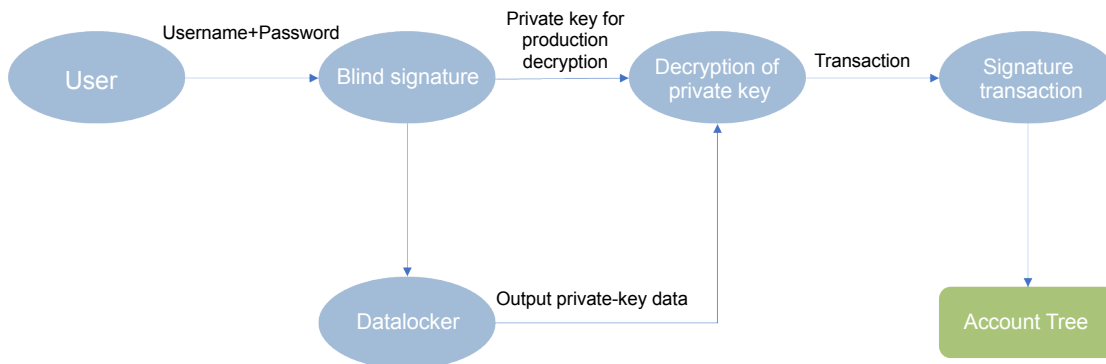 Username+Password
Private key for
production
decryption
User
Blind signature
Decryption of
private key
Transaction
Signature
transaction
Datalocker
Output private-key data
Account Tree